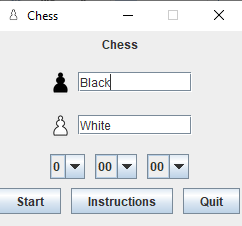 Chess
Chess
Black
White
0 00 00
Start Instructions Quit